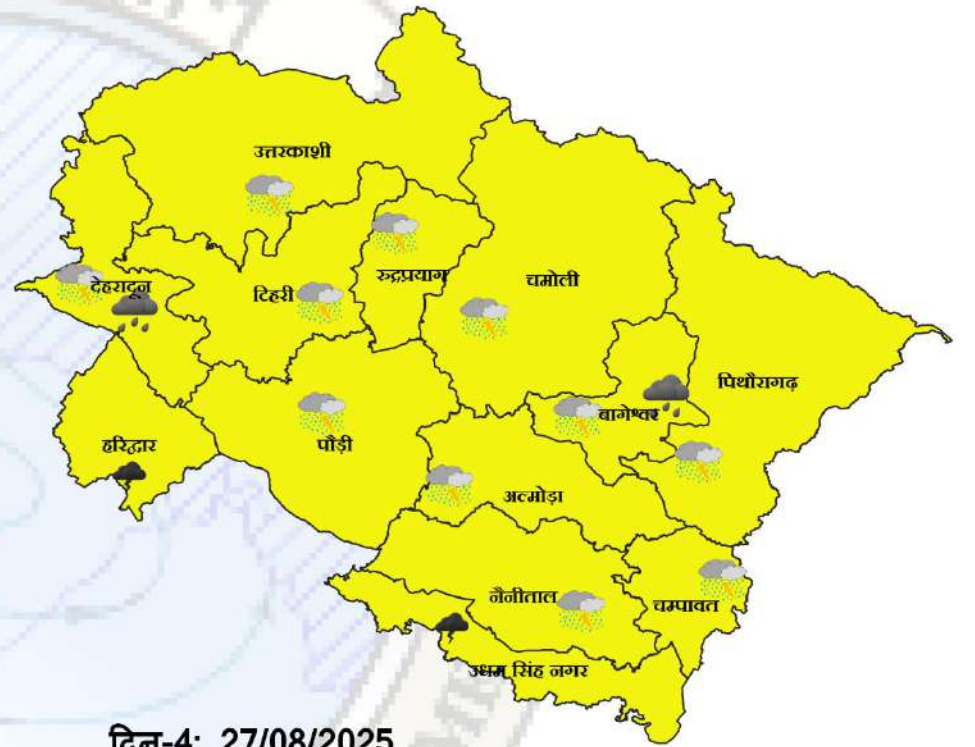 उत्तरकाशी
रुद्रप्रयाग
चमोली
देहरादून
टिहरी
पिथौरागढ़
बागेश्वर
हरिद्वार
पौड़ी
अल्मोड़ा
नैनीताल
चम्पावत
उधम सिंह नगर
दिन-4: 27/08/2025